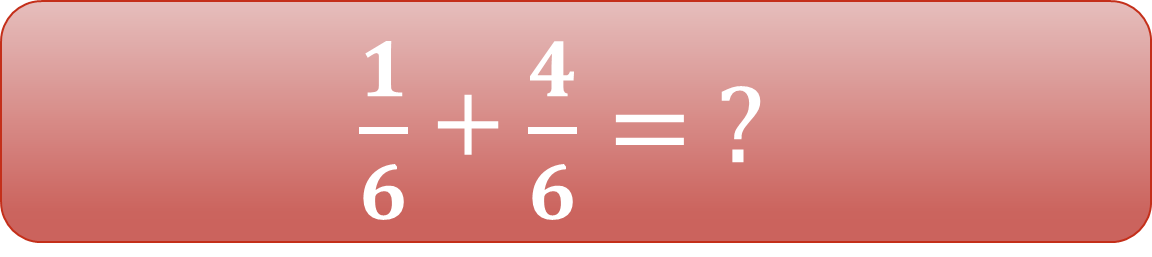 1/6 + 4/6 = ?